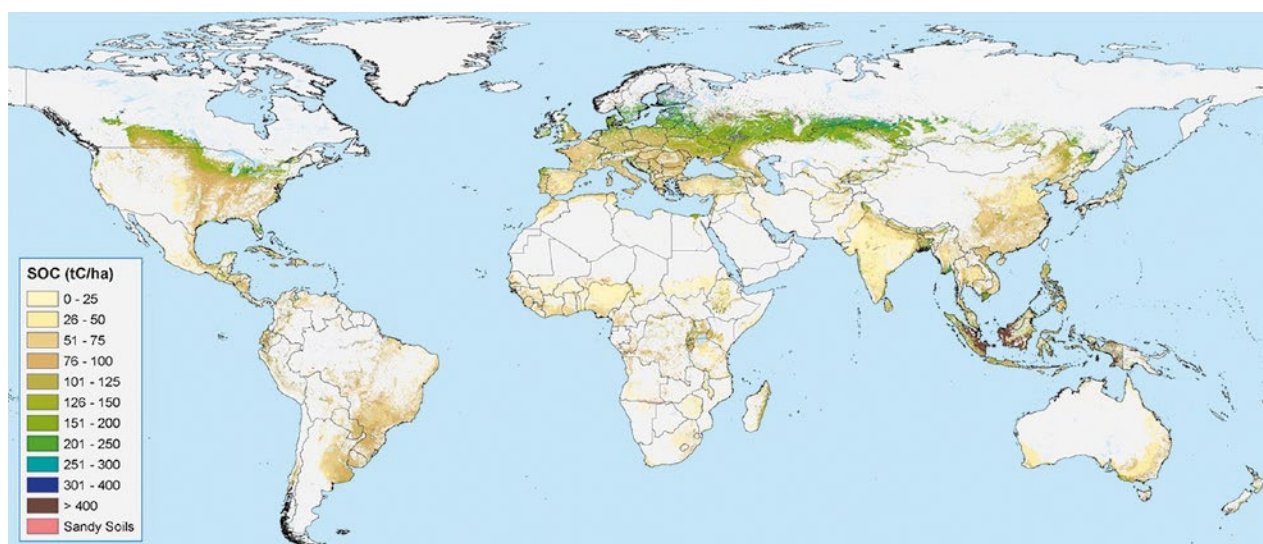 SOC (tC/ha)
0 - 25
26 - 50
51 - 75
76 - 100
101 - 125
126 - 150
151 - 200
201 - 250
251 - 300
301 - 400
> 400
Sandy Soils